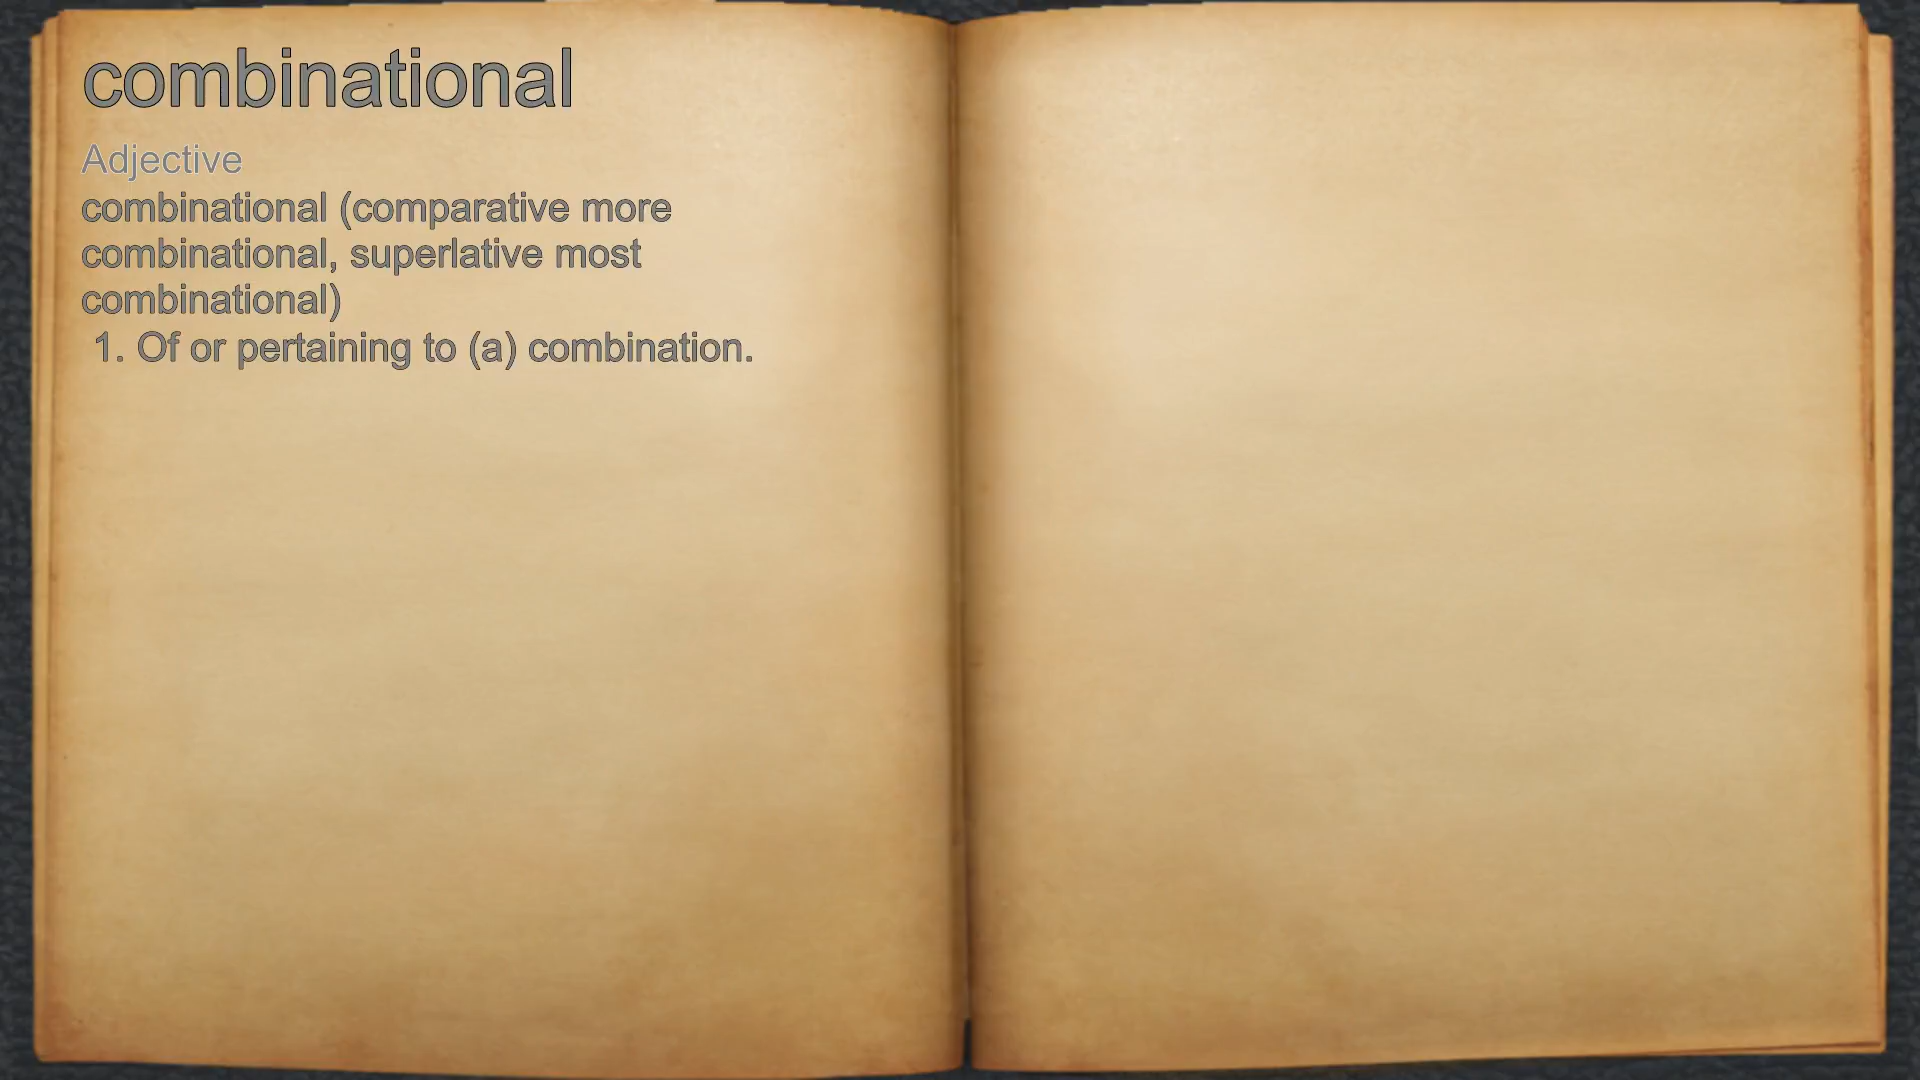 combinational
Adjective
combinational (comparative more
combinational, superlative most
combinational)
1. Of or pertaining to (a) combination.